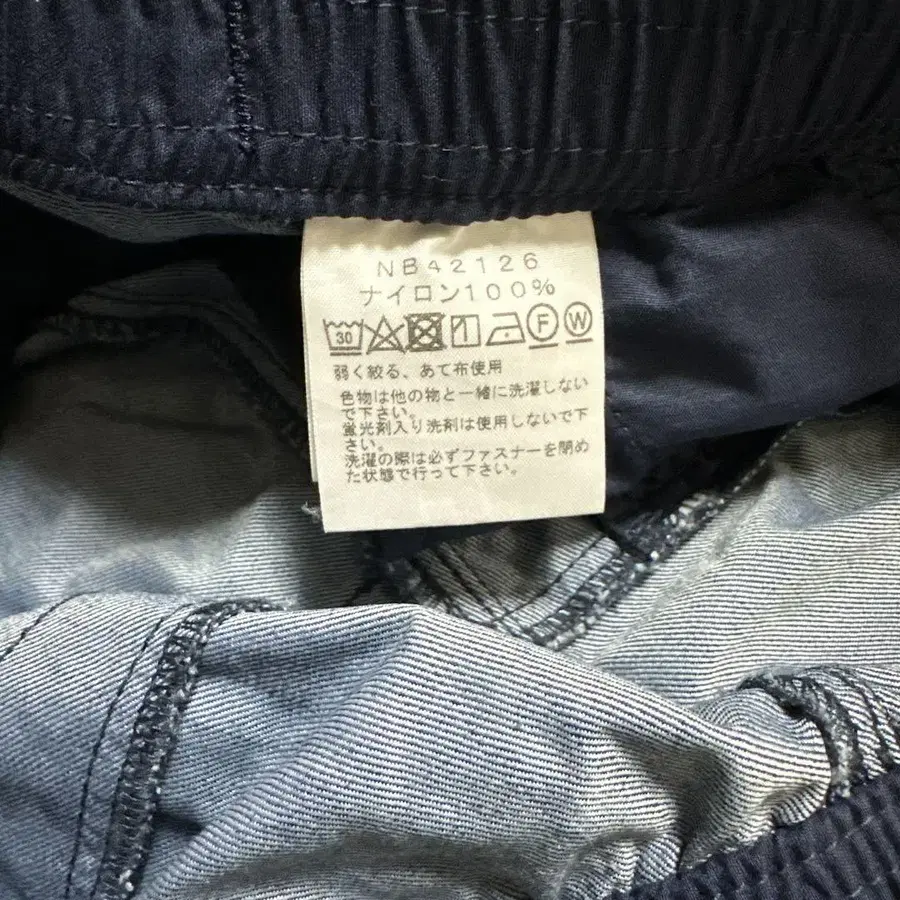 NB42126
ナイロン100%
30 F W
弱く絞る、あて布使用
色物は他の物と一緒に洗濯しない
で下さい。
蛍光剤入り洗剤は使用しないで下
さい。
洗濯の際は必ずファスナーを閉め
た状態で行って下さい。